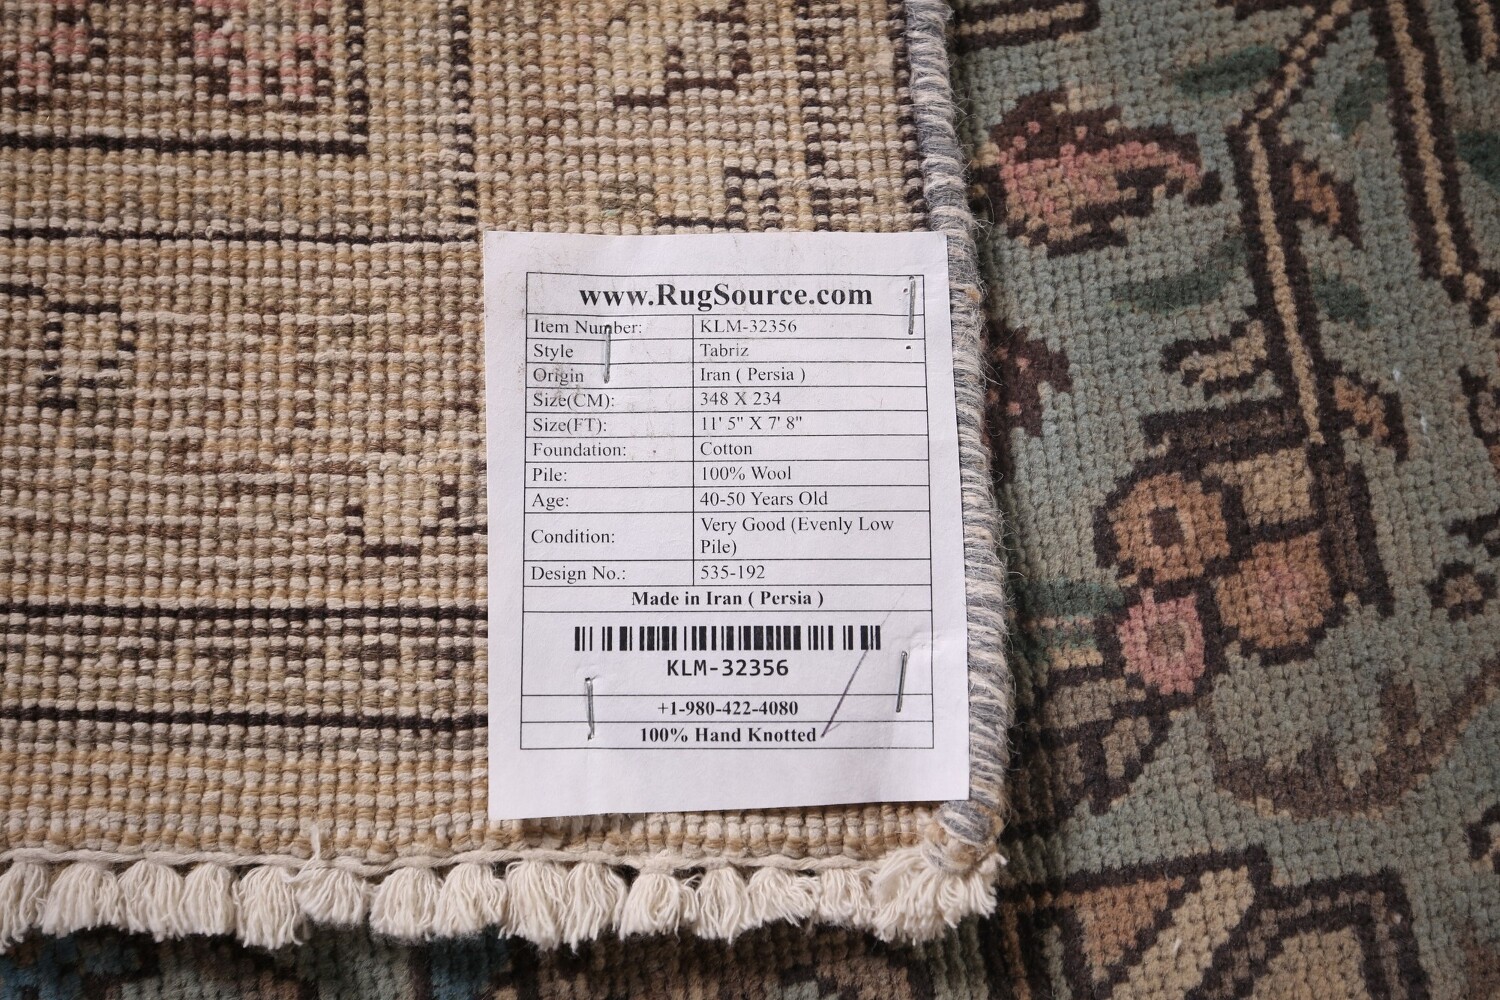 www.RugSource.com
Item Number: KLM-32356
Style Tabriz
Origin Iran ( Persia )
Size(CM): 348 X 234
Size(FT): 11' 5" X 7' 8"
Foundation: Cotton
Pile: 100% Wool
Age: 40-50 Years Old
Condition: Very Good (Evenly Low
Pile)
Design No.: 535-192
Made in Iran ( Persia )
KLM-32356
+1-980-422-4080
100% Hand Knotted